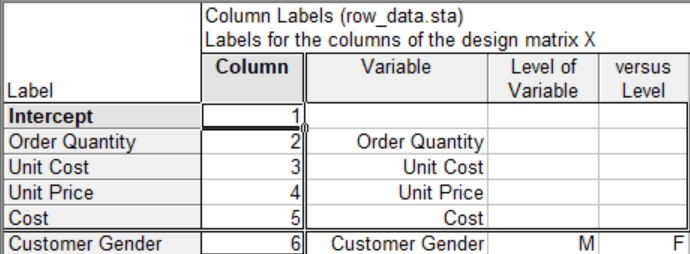 Column Labels (row_data.sta)
Labels for the columns of the design matrix X
Label Column Variable Level of Variable versus Level
Intercept 1
Order Quantity 2 Order Quantity
Unit Cost 3 Unit Cost
Unit Price 4 Unit Price
Cost 5 Cost
Customer Gender 6 Customer Gender M F